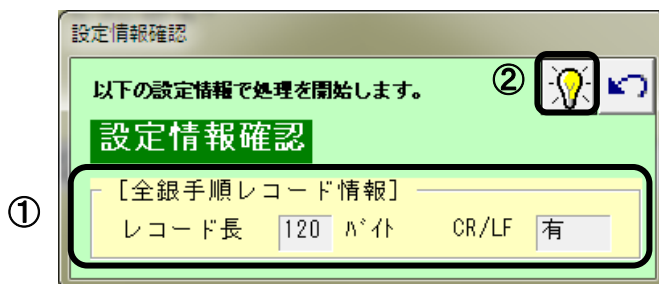 設定情報確認
以下の設定情報で処理を開始します。
②
設定情報確認
①
[全銀手順レコード情報]
レコード長 120 ﾊﾞｲﾄ CR/LF 有